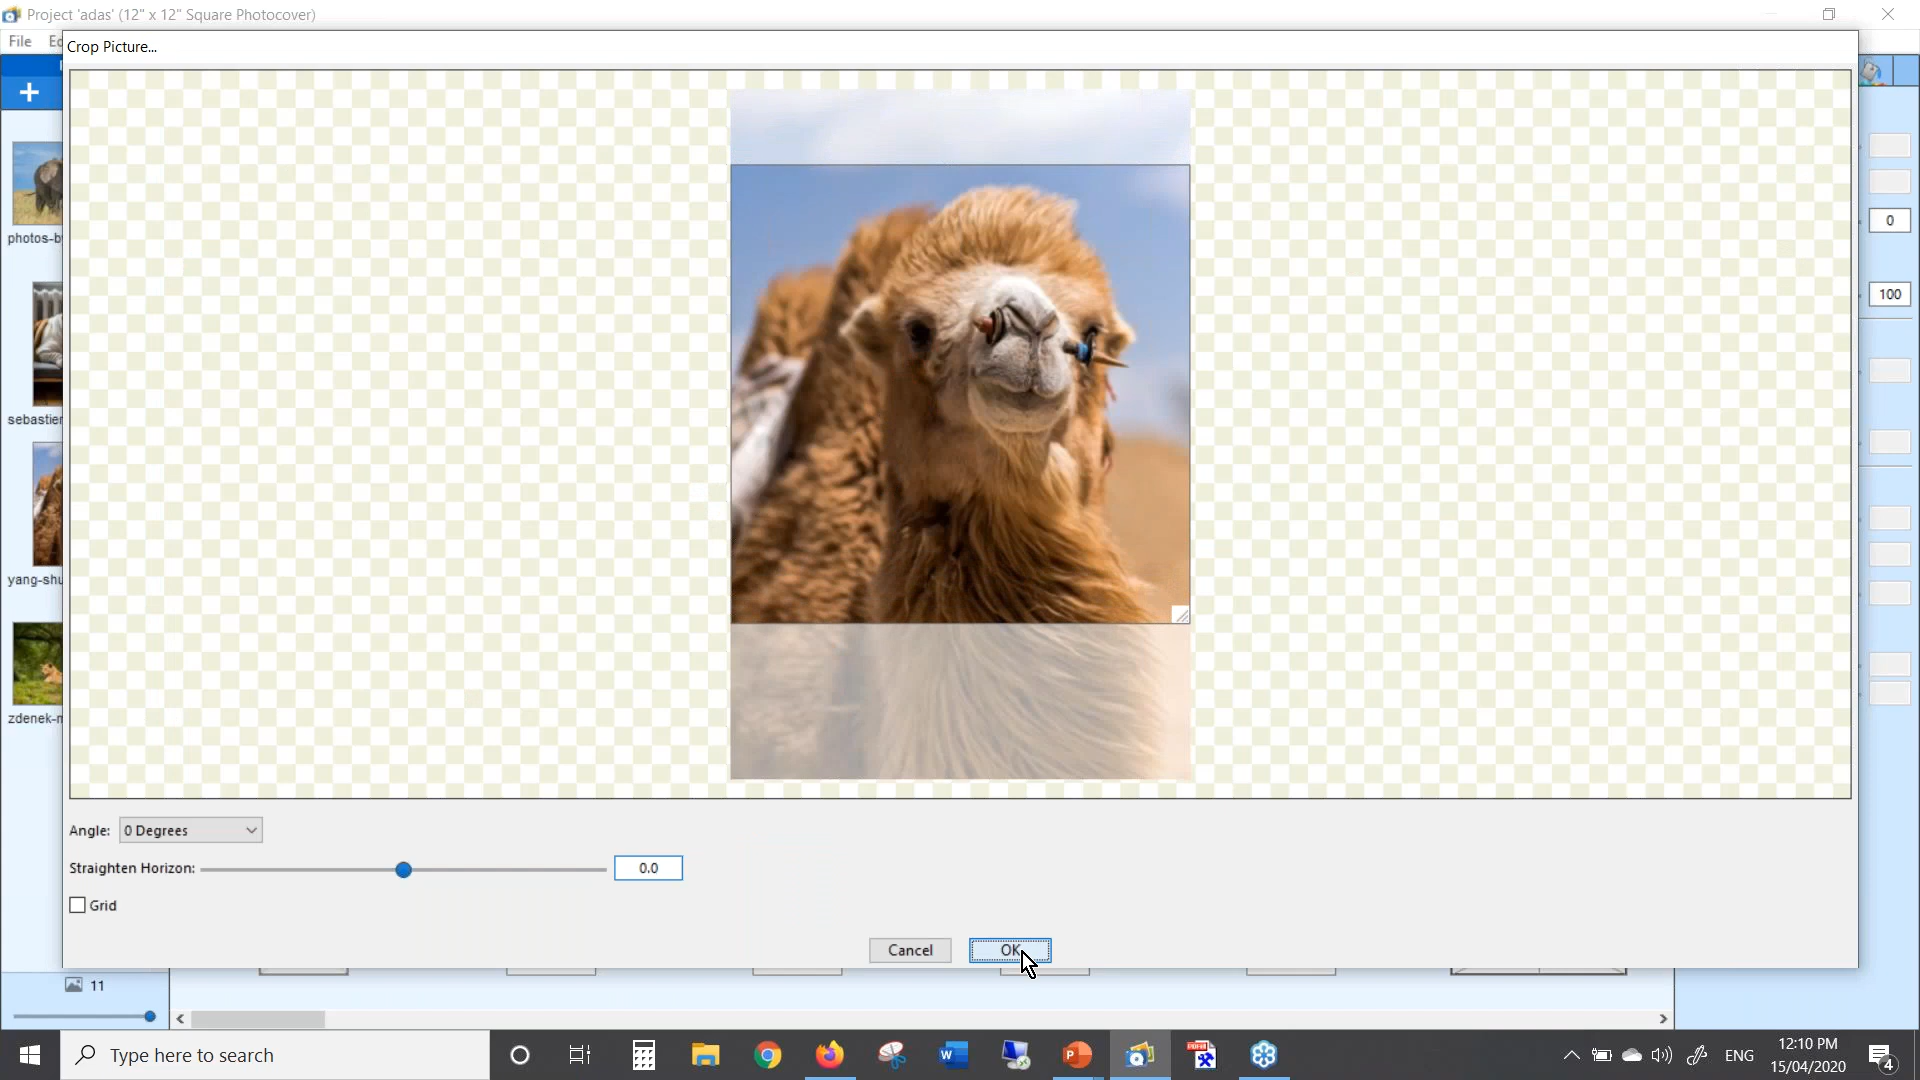 Project 'adas' (12" x 12" Square Photocover)
File
Crop Picture...
photos-b
sebastien
yang-shu
zdenek-m
0
100
Angle: 0 Degrees
Straighten Horizon: 0.0
Grid
Cancel OK
11
Type here to search
ENG
12:10 PM
15/04/2020
4